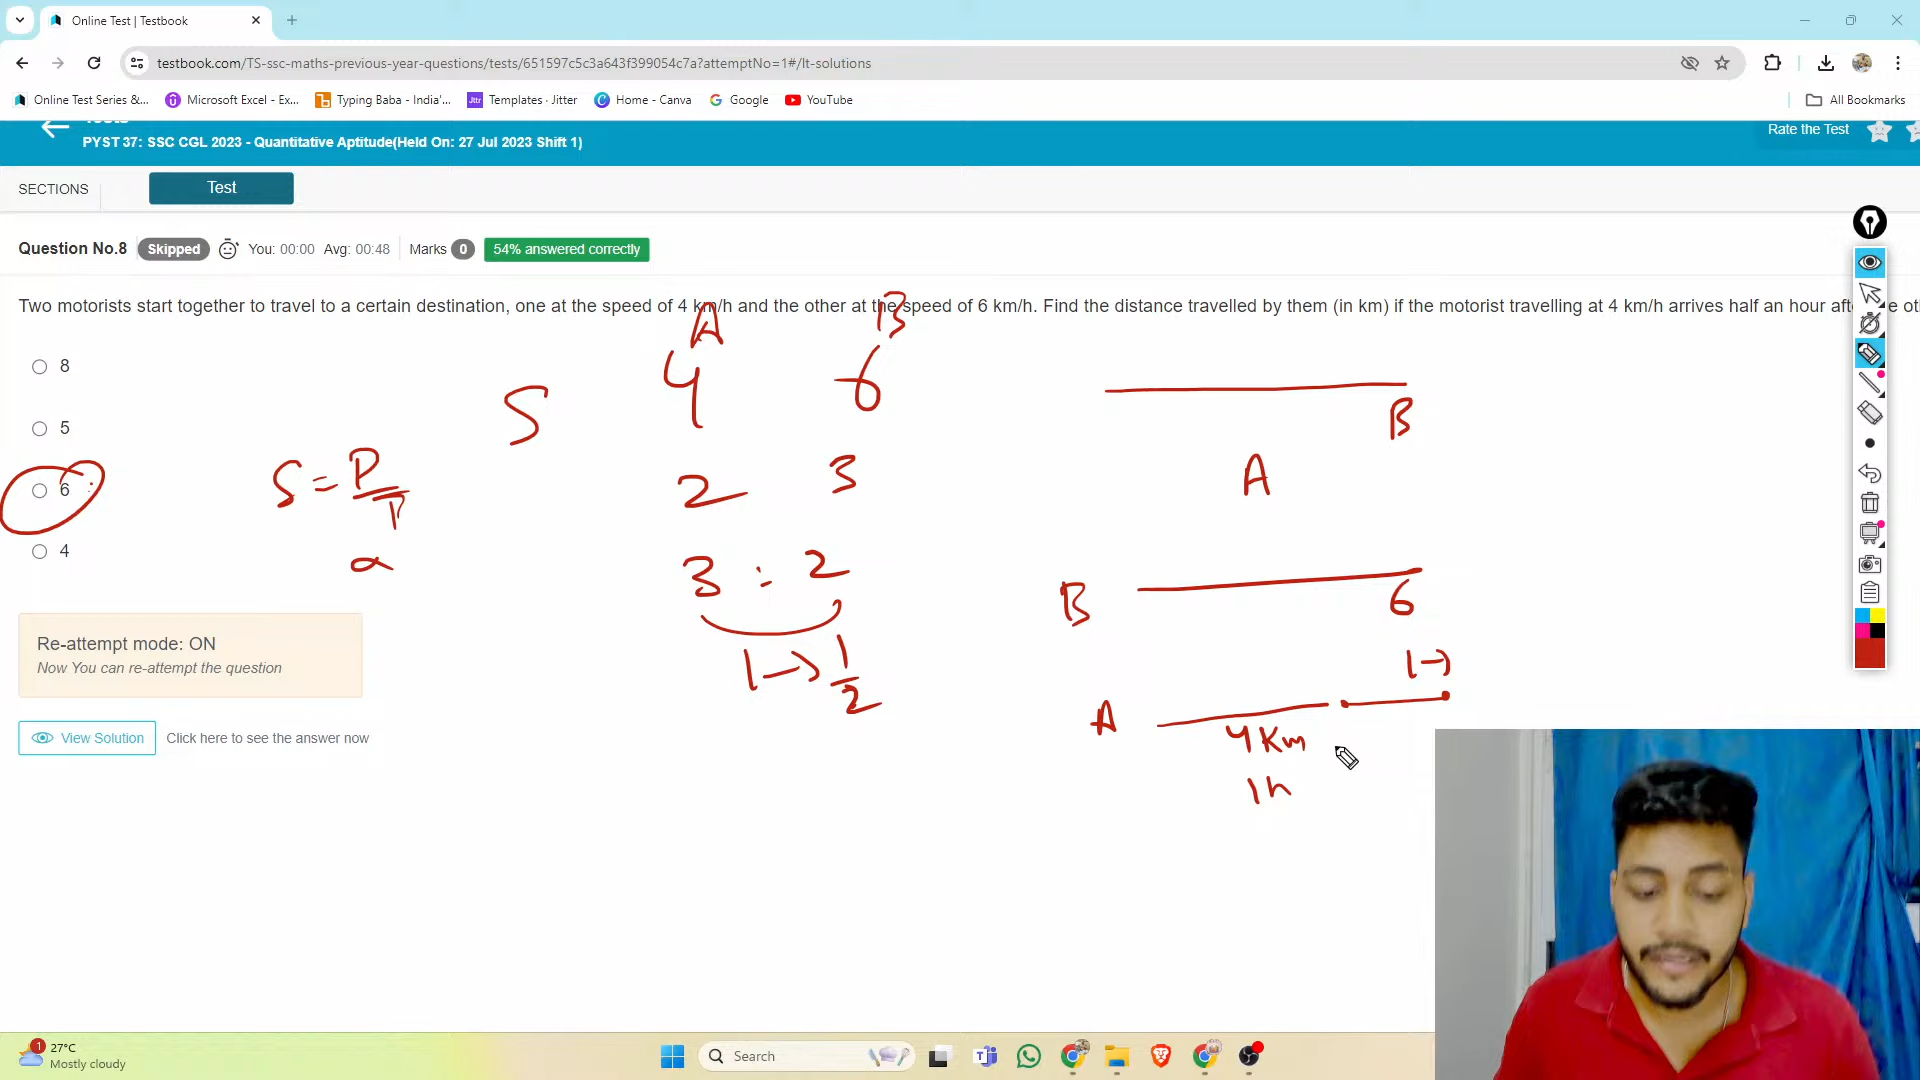 Online Test | Testbook
testbook.com/TS-ssc-maths-previous-year-questions/tests/651597c5c3a643f399054c7a?attemptNo=1#/lt-solutions
Online Test Series &... Microsoft Excel - Ex... Typing Baba - India'... Jttr Templates · Jitter Home - Canva Google YouTube All Bookmarks
PYST 37: SSC CGL 2023 - Quantitative Aptitude(Held On: 27 Jul 2023 Shift 1)
Rate the Test
SECTIONS Test
Question No.8 Skipped You: 00:00 Avg: 00:48 Marks 0 54% answered correctly
Two motorists start together to travel to a certain destination, one at the speed of 4 km/h and the other at the speed of 6 km/h. Find the distance travelled by them (in km) if the motorist travelling at 4 km/h arrives half an hour aft
A B
8
S 4 6
B
5
S = D/T
2 3
A
6
4
3 : 2
B 6
1 → 1/2
1 →
A 4 Km
1h
Re-attempt mode: ON
Now You can re-attempt the question
View Solution Click here to see the answer now
1
27°C
Mostly cloudy
Search